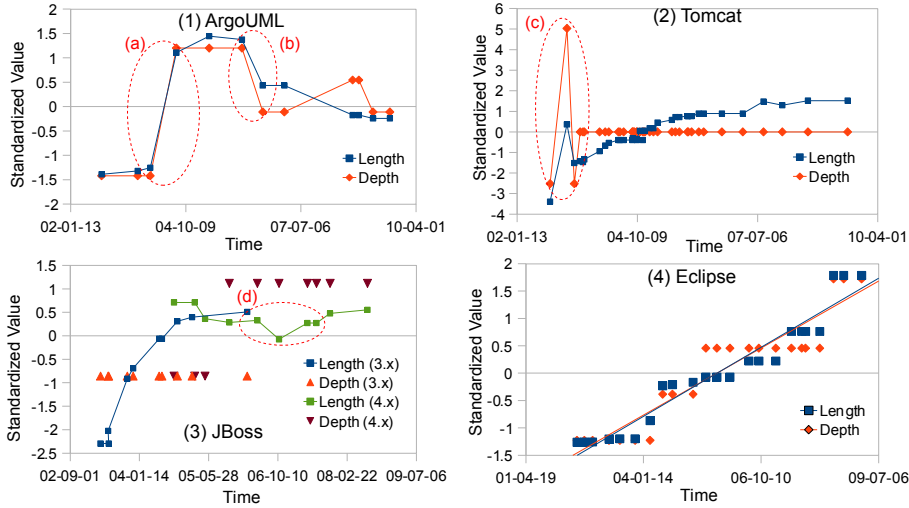 (1) ArgoUML
Standardized Value
2
1.5
1
0.5
0
-0.5
-1
-1.5
2
(a)
(b)
Length
Depth
02-01-13
04-10-09
07-07-06
10-04-01
Time
(2) Tomcat
Standardized Value
6
5
4
3
2
1
0
-1
-2
-3
-4
(c)
Length
Depth
02-01-13
04-10-09
07-07-06
10-04-01
Time
(3) JBoss
Standardized Value
1.5
1
0.5
0
-0.5
-1
-1.5
-2
-2.5
(d)
Length (3.x)
Depth (3.x)
Length (4.x)
Depth (4.x)
02-09-01
04-01-14
05-05-28
06-10-10
08-02-22
09-07-06
Time
(4) Eclipse
Standardized Value
2
1.5
1
0.5
0
-0.5
-1
-1.5
Length
Depth
01-04-19
04-01-14
06-10-10
09-07-06
Time